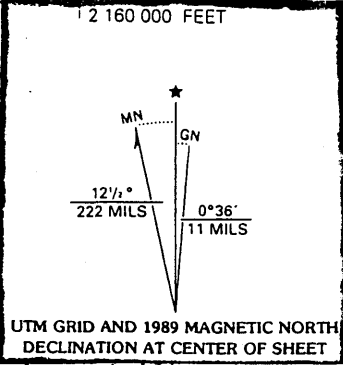 2 160 000 FEET
★
MN
GN
12½°
222 MILS
0°36′
11 MILS
UTM GRID AND 1989 MAGNETIC NORTH
DECLINATION AT CENTER OF SHEET